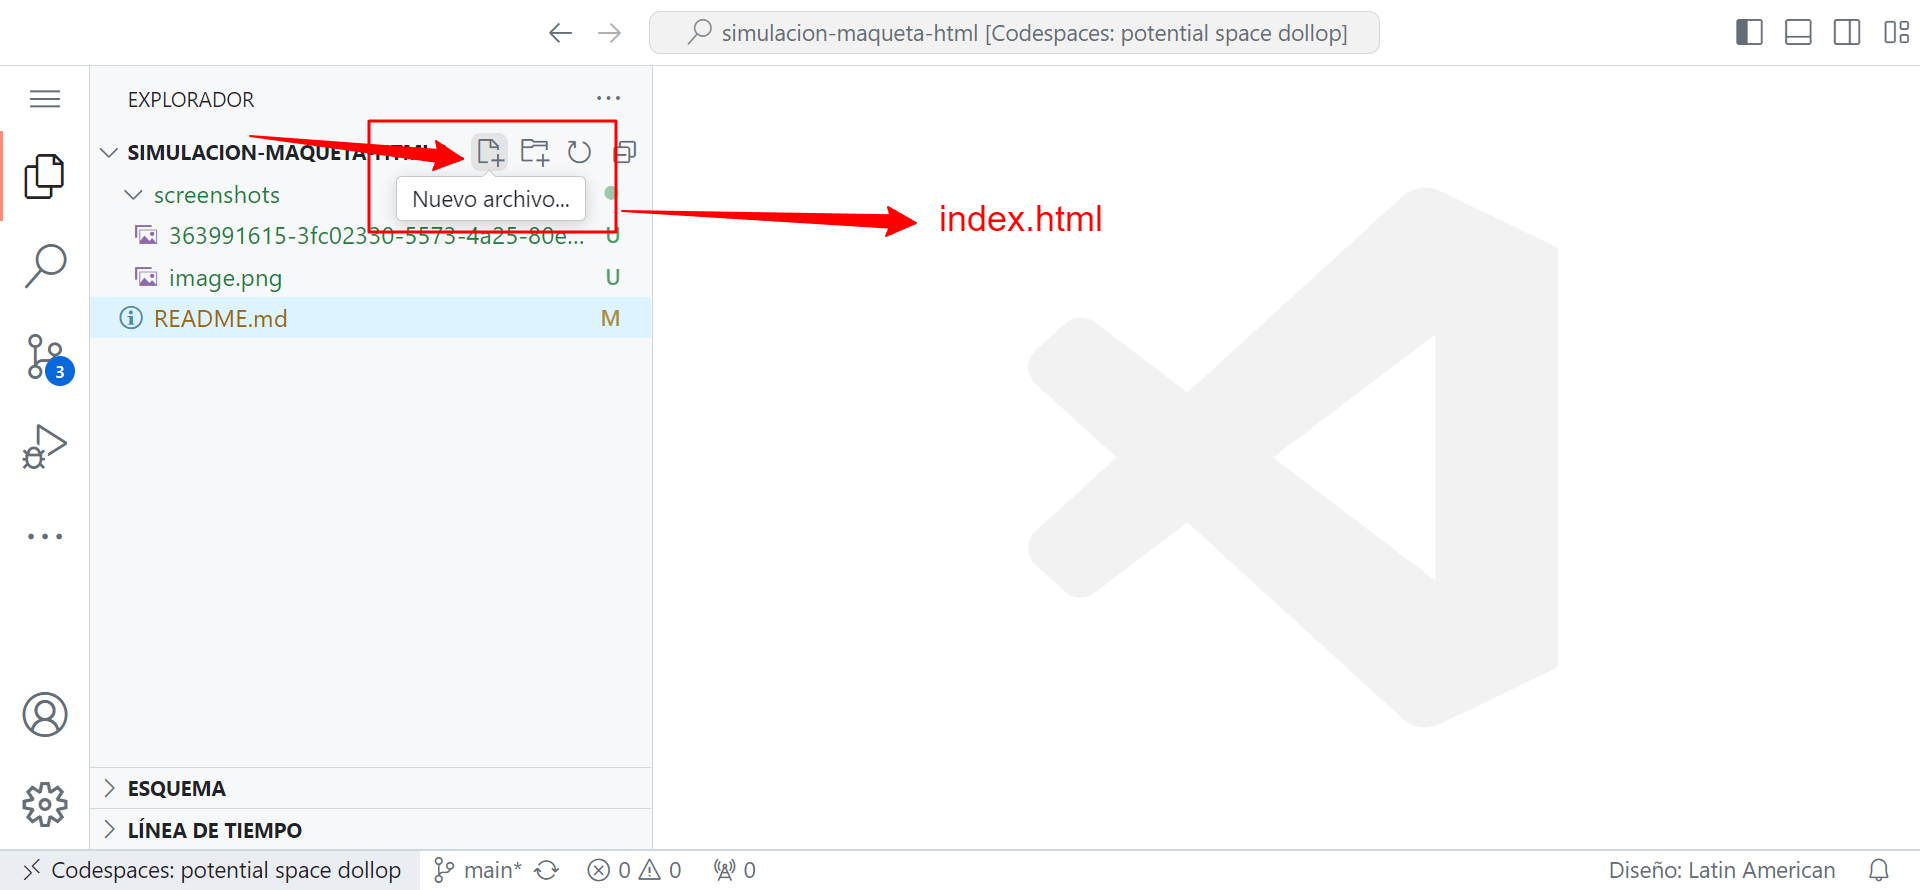 simulacion-maqueta-html [Codespaces: potential space dollop]
EXPLORADOR
SIMULACION-MAQUETA-HTML
Nuevo archivo...
screenshots
363991615-3fc02330-5573-4a25-80e... U
image.png U
README.md M
index.html
3
ESQUEMA
LÍNEA DE TIEMPO
Codespaces: potential space dollop main* 0 0 0 Diseño: Latin American